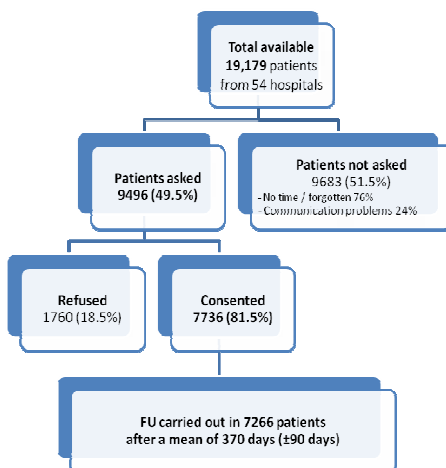 Total available
19,179 patients
from 54 hospitals
Patients asked
9496 (49.5%)
Patients not asked
9683 (51.5%)
- No time / forgotten 76%
- Communication problems 24%
Refused
1760 (18.5%)
Consented
7736 (81.5%)
FU carried out in 7266 patients
after a mean of 370 days (±90 days)